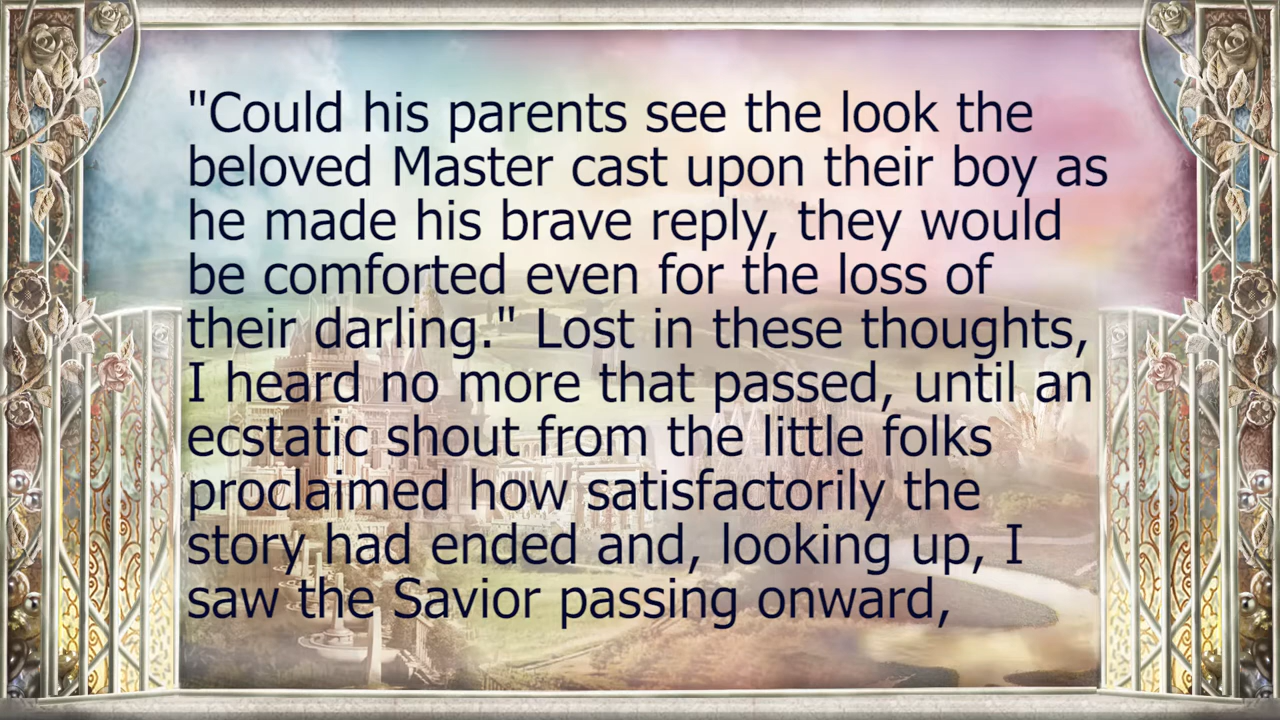 "Could his parents see the look the
beloved Master cast upon their boy as
he made his brave reply, they would
be comforted even for the loss of
their darling." Lost in these thoughts,
I heard no more that passed, until an
ecstatic shout from the little folks
proclaimed how satisfactorily the
story had ended and, looking up, I
saw the Savior passing onward,